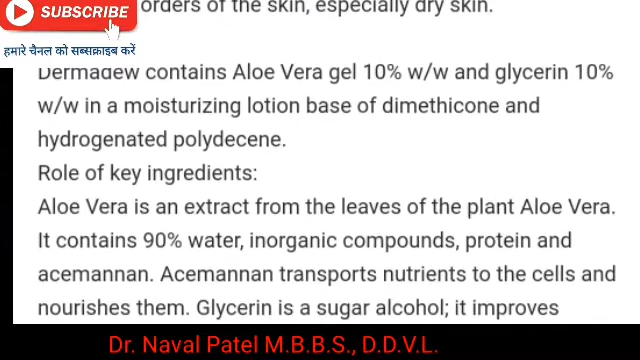 SUBSCRIBE
orders of the skin, especially dry skin.
हमारे चैनल को सब्सक्राइब करें
Dermadew contains Aloe Vera gel 10% w/w and glycerin 10%
w/w in a moisturizing lotion base of dimethicone and
hydrogenated polydecene.
Role of key ingredients:
Aloe Vera is an extract from the leaves of the plant Aloe Vera.
It contains 90% water, inorganic compounds, protein and
acemannan. Acemannan transports nutrients to the cells and
nourishes them. Glycerin is a sugar alcohol; it improves
Dr. Naval Patel M.B.B.S., D.D.V.L.